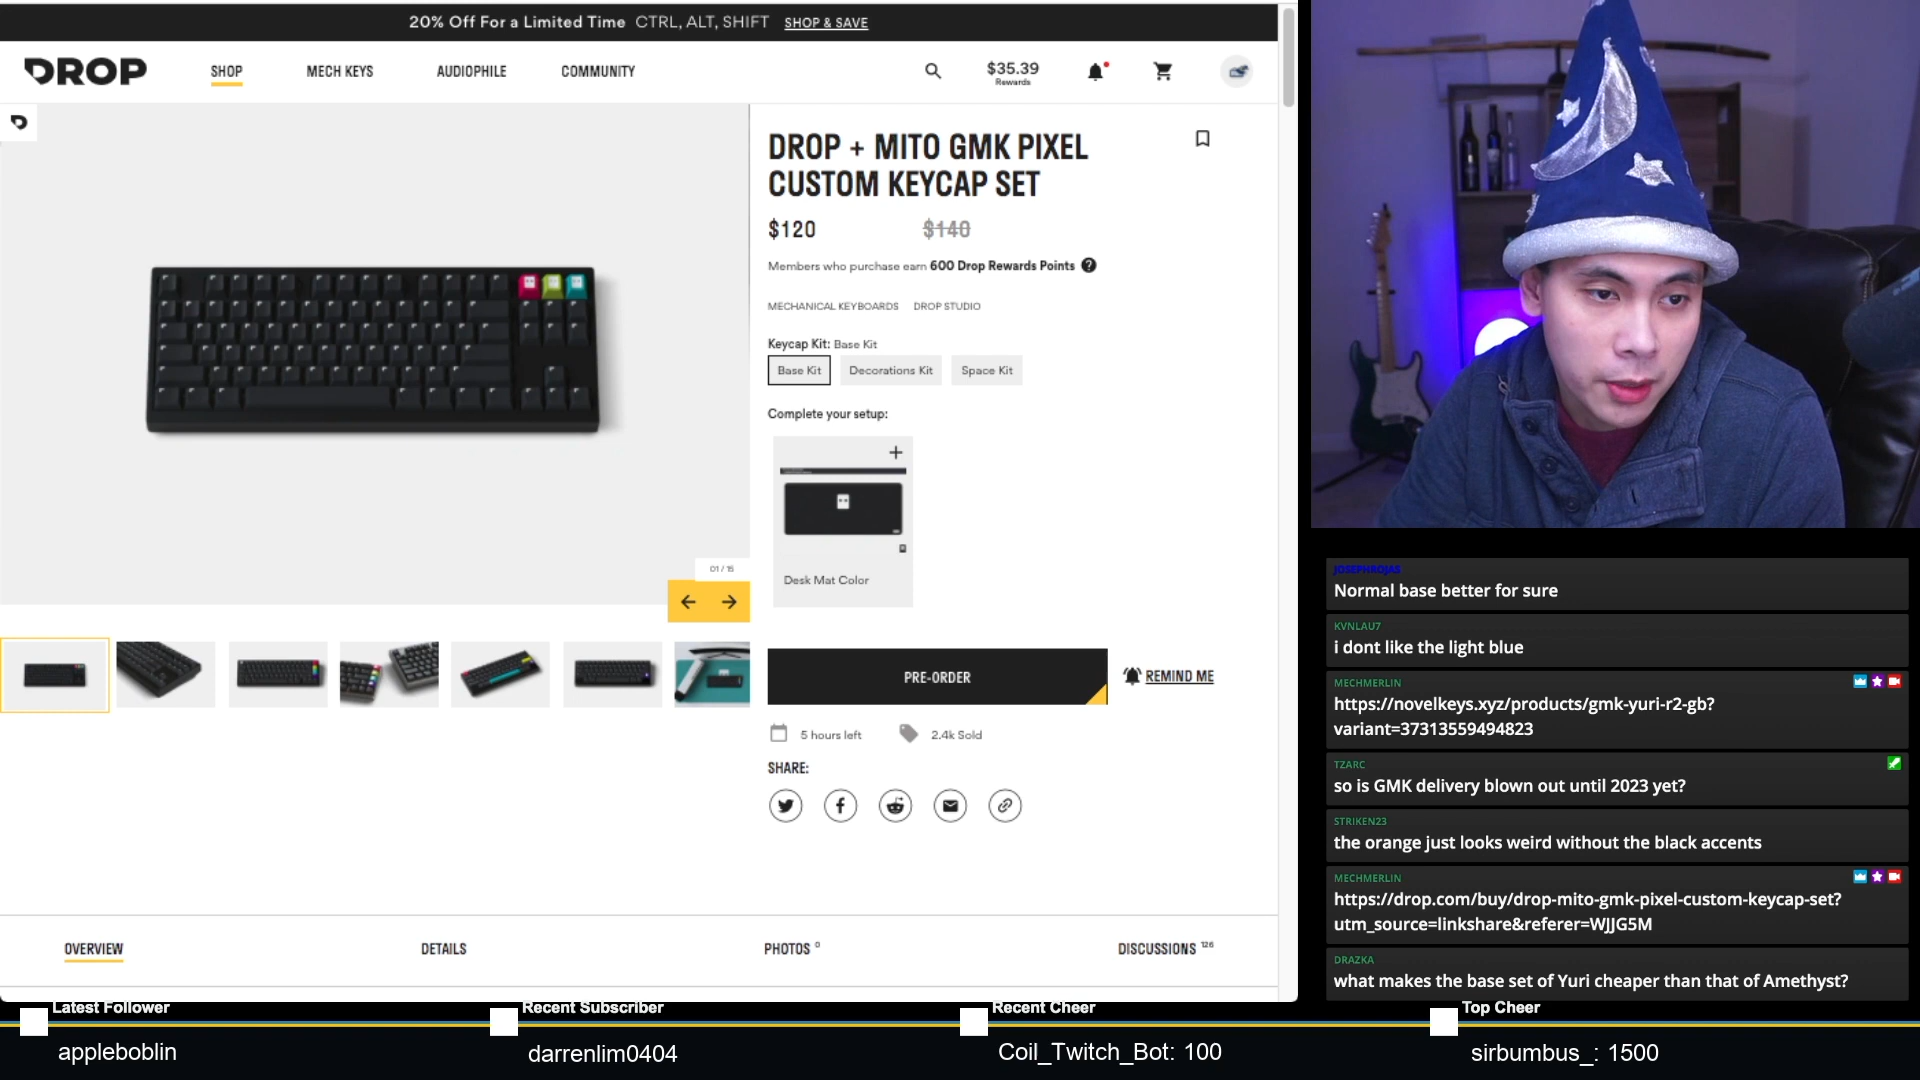 20% Off For a Limited Time CTRL, ALT, SHIFT SHOP & SAVE
DROP
SHOP
MECH KEYS
AUDIOPHILE
COMMUNITY
$35.39
Rewards
DROP + MITO GMK PIXEL
CUSTOM KEYCAP SET
$120 $140
Members who purchase earn 600 Drop Rewards Points ?
MECHANICAL KEYBOARDS DROP STUDIO
Keycap Kit: Base Kit
Base Kit Decorations Kit Space Kit
Complete your setup:
Desk Mat Color
01 / 15
PRE-ORDER
REMIND ME
5 hours left 2.4k Sold
SHARE:
OVERVIEW
DETAILS
PHOTOS 0
DISCUSSIONS 126
JOSEPHROJAS
Normal base better for sure
KVNLAU7
i dont like the light blue
MECHMERLIN
https://novelkeys.xyz/products/gmk-yuri-r2-gb?
variant=37313559494823
TZARC
so is GMK delivery blown out until 2023 yet?
STRIKEN23
the orange just looks weird without the black accents
MECHMERLIN
https://drop.com/buy/drop-mito-gmk-pixel-custom-keycap-set?
utm_source=linkshare&referer=WJJG5M
DRAZKA
what makes the base set of Yuri cheaper than that of Amethyst?
Latest Follower
appleboblin
Recent Subscriber
darrenlim0404
Recent Cheer
Coil_Twitch_Bot: 100
Top Cheer
sirbumbus_: 1500